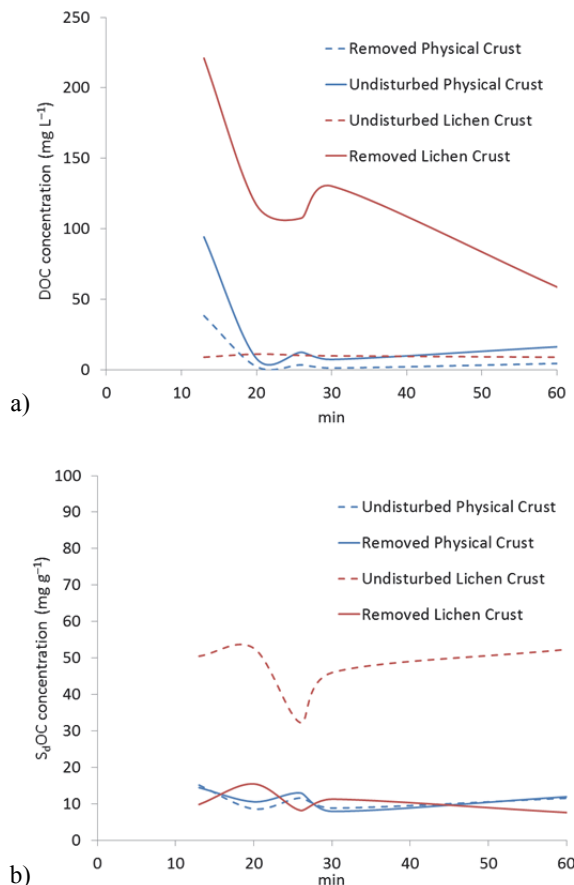 250
200
150
100
50
0
DOC concentration (mg L⁻¹)
Removed Physical Crust
Undisturbed Physical Crust
Undisturbed Lichen Crust
Removed Lichen Crust
0 10 20 30 40 50 60
min
a)
100
90
80
70
60
50
40
30
20
10
0
SdOC concentration (mg g⁻¹)
Undisturbed Physical Crust
Removed Physical Crust
Undisturbed Lichen Crust
Removed Lichen Crust
0 10 20 30 40 50 60
min
b)